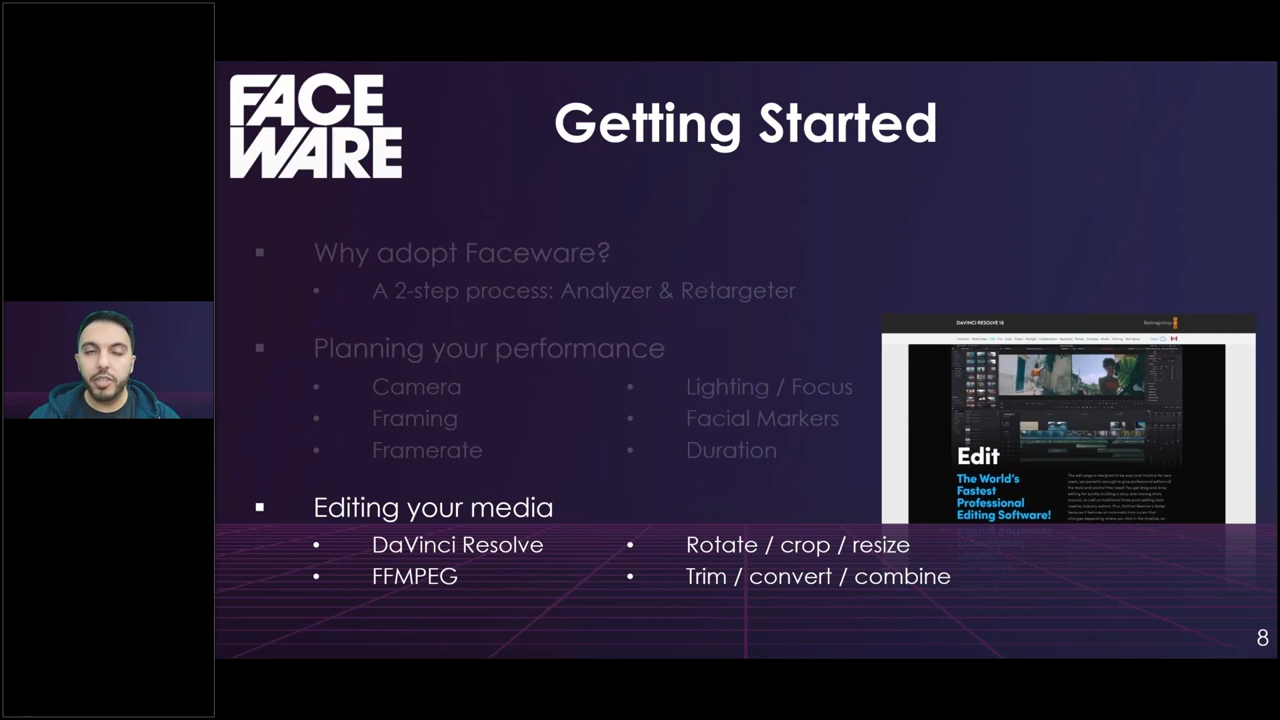 FACE
WARE
Getting Started
Why adopt Faceware?
A 2-step process: Analyzer & Retargeter
Planning your performance
Camera
Lighting / Focus
Framing
Facial Markers
Framerate
Duration
DAVINCI RESOLVE 18
Edit
The World's
Fastest
Professional
Editing Software!
Editing your media
DaVinci Resolve
Rotate / crop / resize
FFMPEG
Trim / convert / combine
8